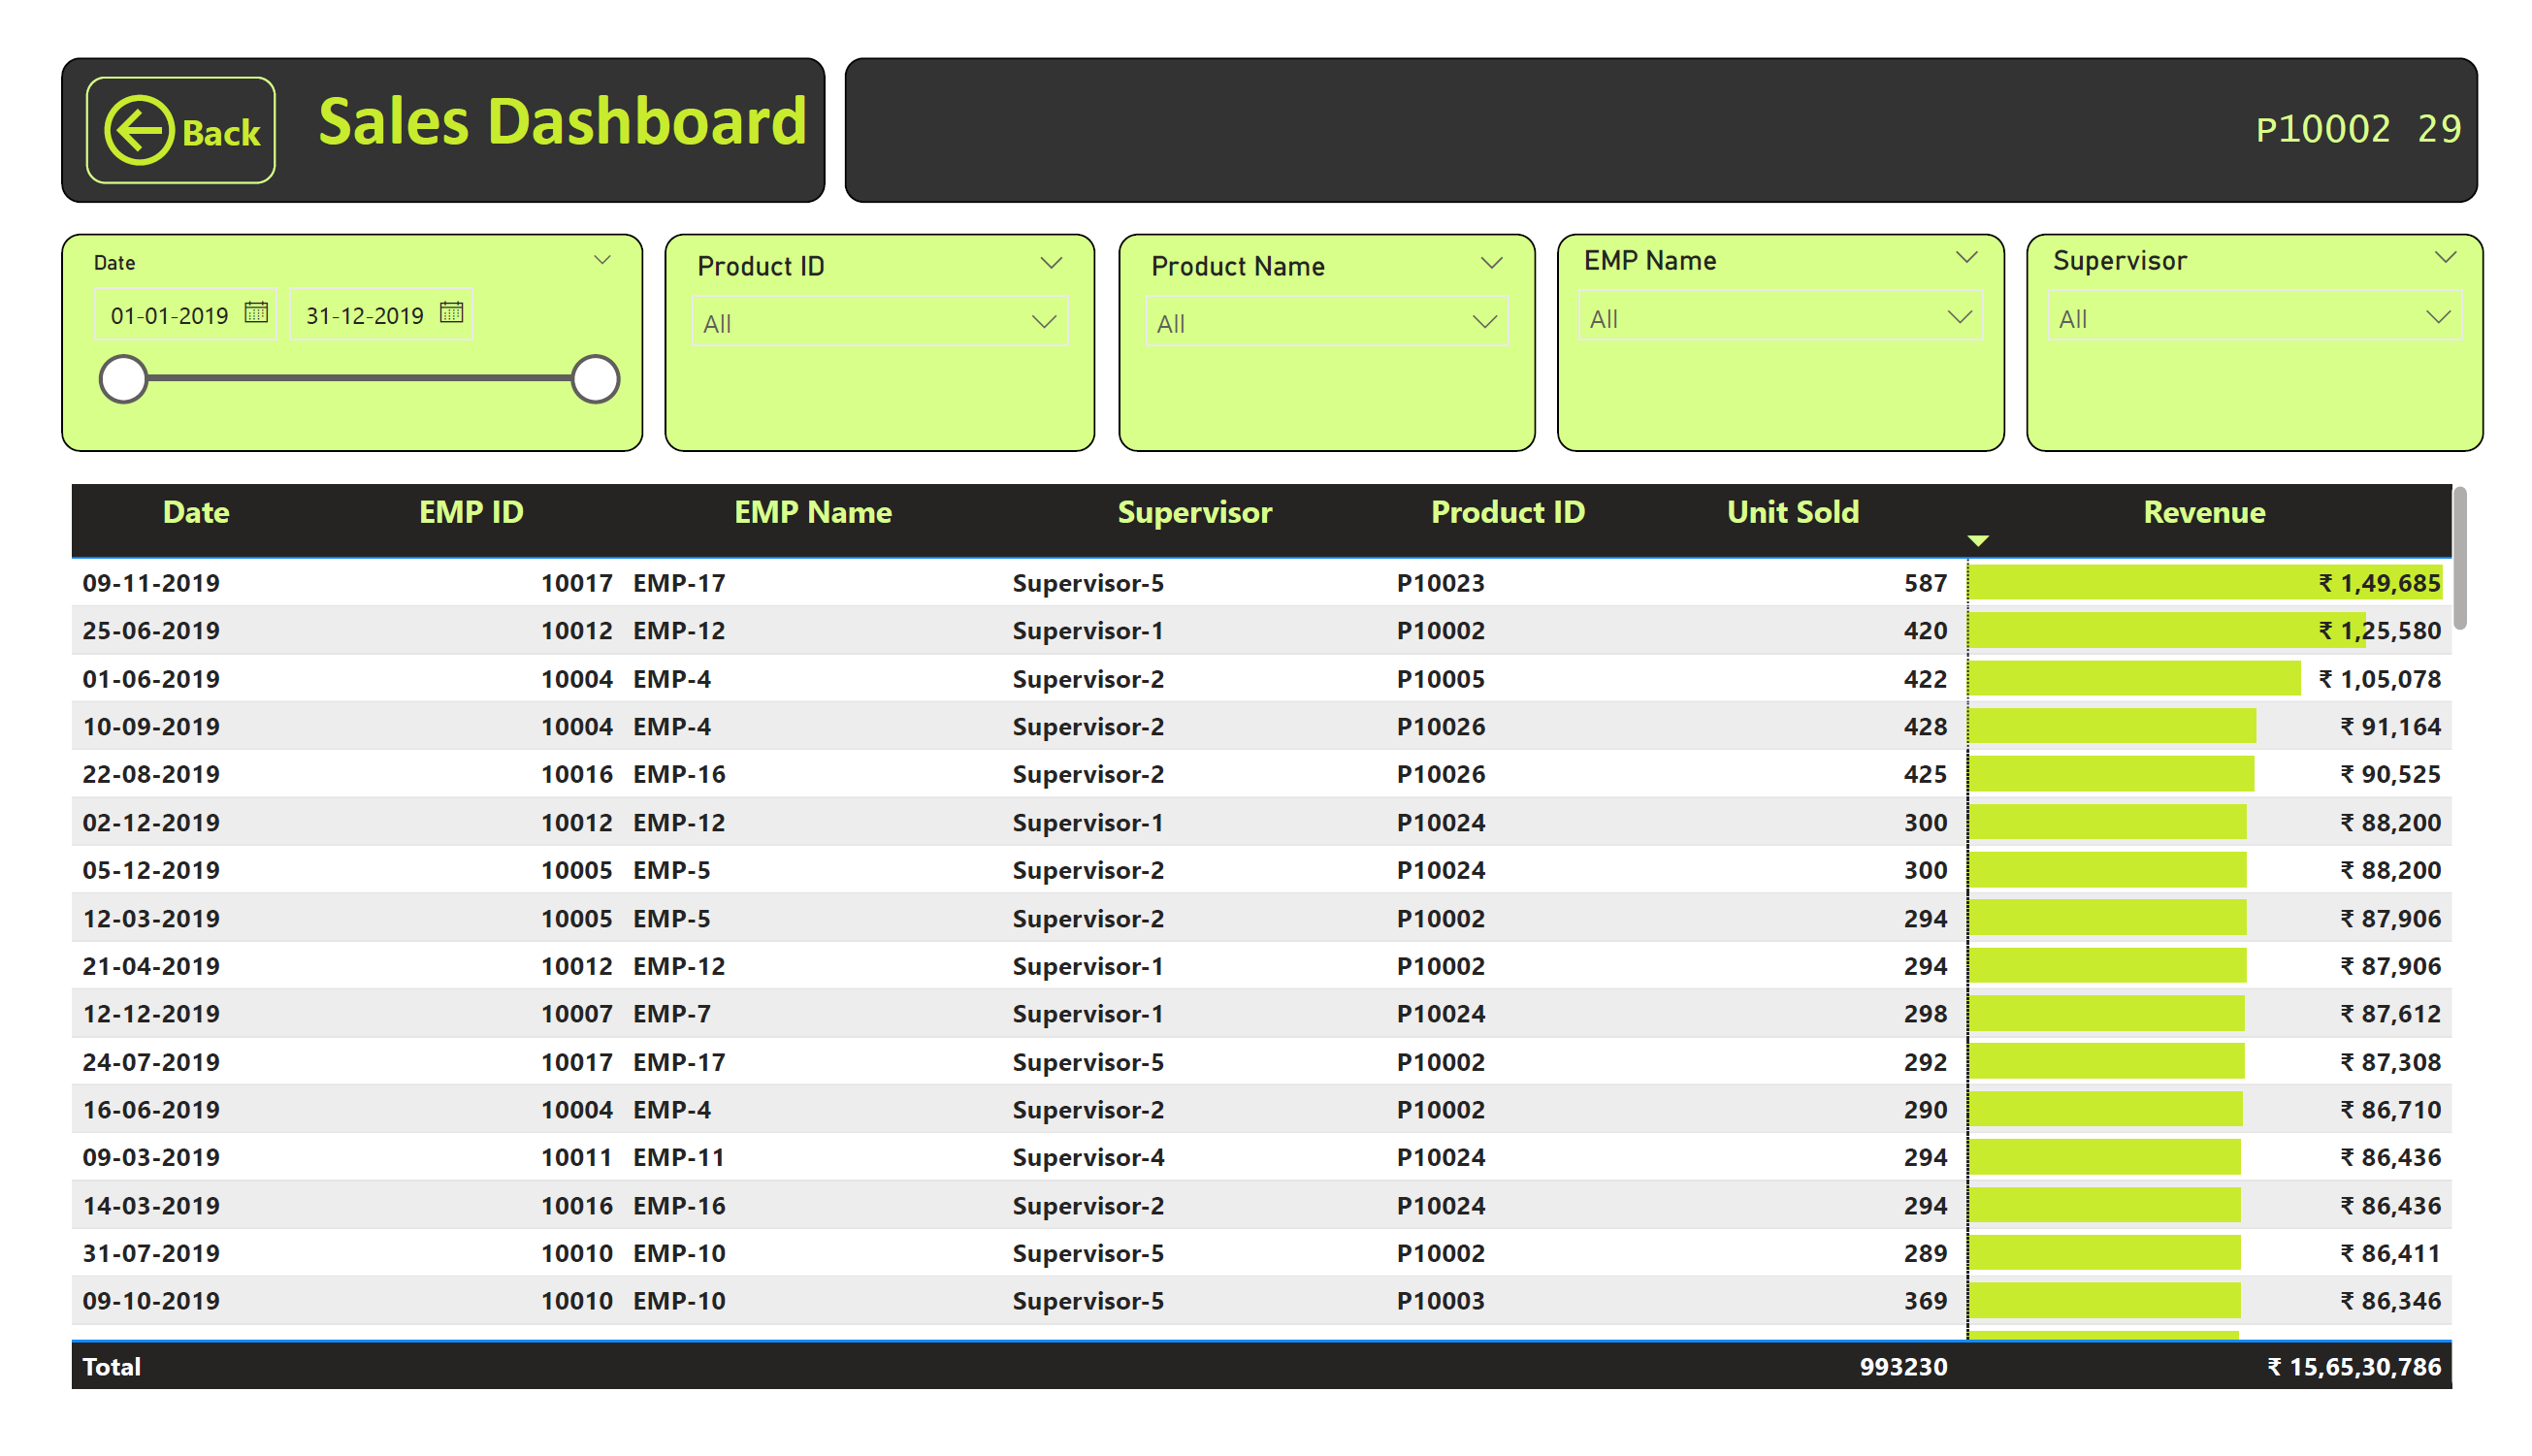 Back Sales Dashboard
P10002 29
Date
01-01-2019 31-12-2019
Product ID
All
Product Name
All
EMP Name
All
Supervisor
All
Date EMP ID EMP Name Supervisor Product ID Unit Sold Revenue
09-11-2019 10017 EMP-17 Supervisor-5 P10023 587 ₹ 1,49,685
25-06-2019 10012 EMP-12 Supervisor-1 P10002 420 ₹ 1,25,580
01-06-2019 10004 EMP-4 Supervisor-2 P10005 422 ₹ 1,05,078
10-09-2019 10004 EMP-4 Supervisor-2 P10026 428 ₹ 91,164
22-08-2019 10016 EMP-16 Supervisor-2 P10026 425 ₹ 90,525
02-12-2019 10012 EMP-12 Supervisor-1 P10024 300 ₹ 88,200
05-12-2019 10005 EMP-5 Supervisor-2 P10024 300 ₹ 88,200
12-03-2019 10005 EMP-5 Supervisor-2 P10002 294 ₹ 87,906
21-04-2019 10012 EMP-12 Supervisor-1 P10002 294 ₹ 87,906
12-12-2019 10007 EMP-7 Supervisor-1 P10024 298 ₹ 87,612
24-07-2019 10017 EMP-17 Supervisor-5 P10002 292 ₹ 87,308
16-06-2019 10004 EMP-4 Supervisor-2 P10002 290 ₹ 86,710
09-03-2019 10011 EMP-11 Supervisor-4 P10024 294 ₹ 86,436
14-03-2019 10016 EMP-16 Supervisor-2 P10024 294 ₹ 86,436
31-07-2019 10010 EMP-10 Supervisor-5 P10002 289 ₹ 86,411
09-10-2019 10010 EMP-10 Supervisor-5 P10003 369 ₹ 86,346
Total 993230 ₹ 15,65,30,786